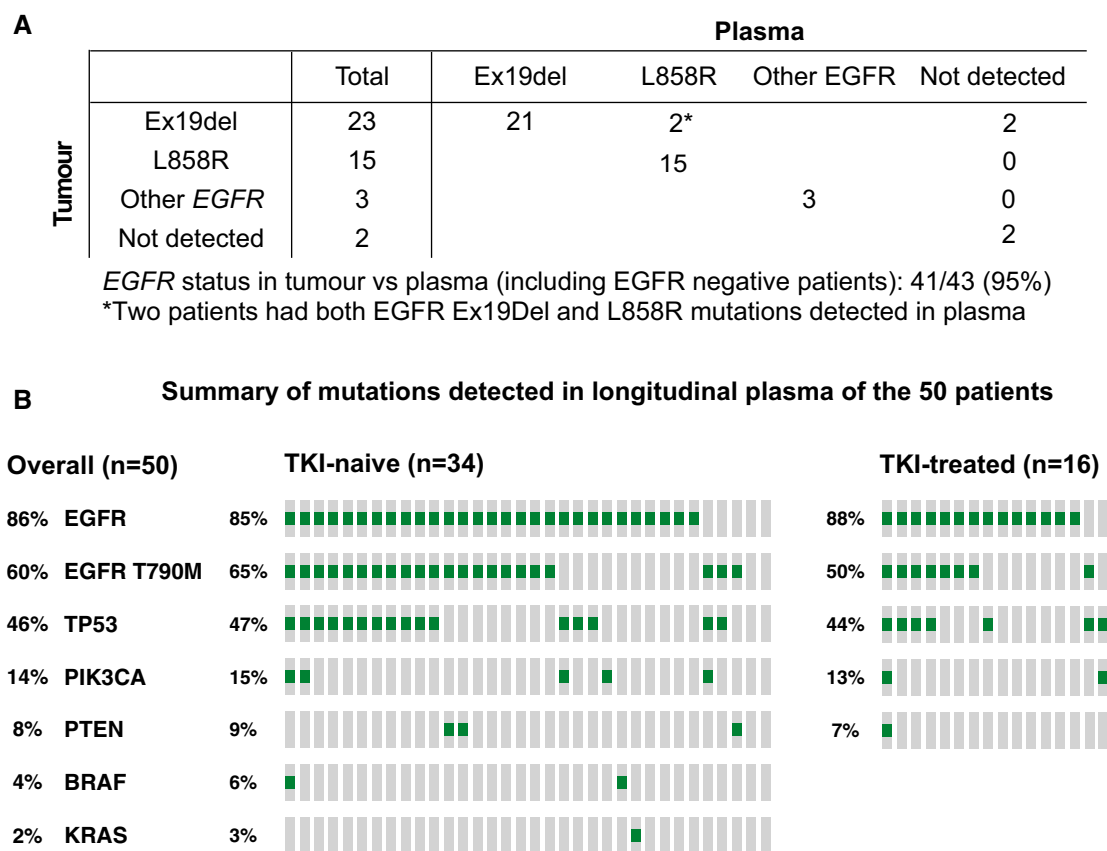 A
Plasma
Total Ex19del L858R Other EGFR Not detected
Tumour
Ex19del 23 21 2* 2
L858R 15 15 0
Other EGFR 3 3 0
Not detected 2 2
EGFR status in tumour vs plasma (including EGFR negative patients): 41/43 (95%)
*Two patients had both EGFR Ex19Del and L858R mutations detected in plasma
B
Summary of mutations detected in longitudinal plasma of the 50 patients
Overall (n=50) TKI-naive (n=34) TKI-treated (n=16)
86% EGFR 85% 88%
60% EGFR T790M 65% 50%
46% TP53 47% 44%
14% PIK3CA 15% 13%
8% PTEN 9% 7%
4% BRAF 6%
2% KRAS 3%